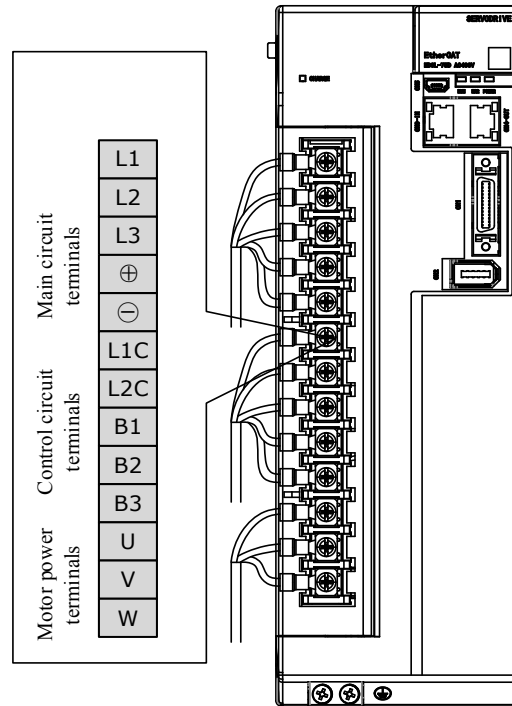 SERVODRIVE
EtherCAT
CHARGE
L1
L2
L3
⊕
⊖
L1C
L2C
B1
B2
B3
U
V
W
Main circuit
terminals
Control circuit
terminals
Motor power
terminals